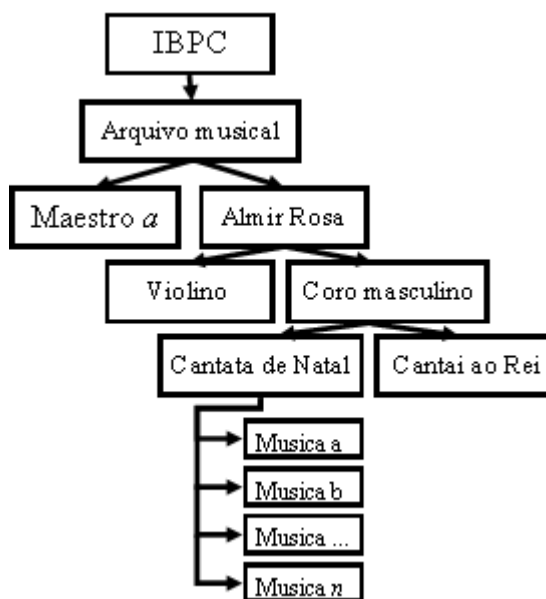 IBPC
Arquivo musical
Maestro a
Almir Rosa
Violino
Coro masculino
Cantata de Natal
Cantai ao Rei
Musica a
Musica b
Musica ...
Musica n